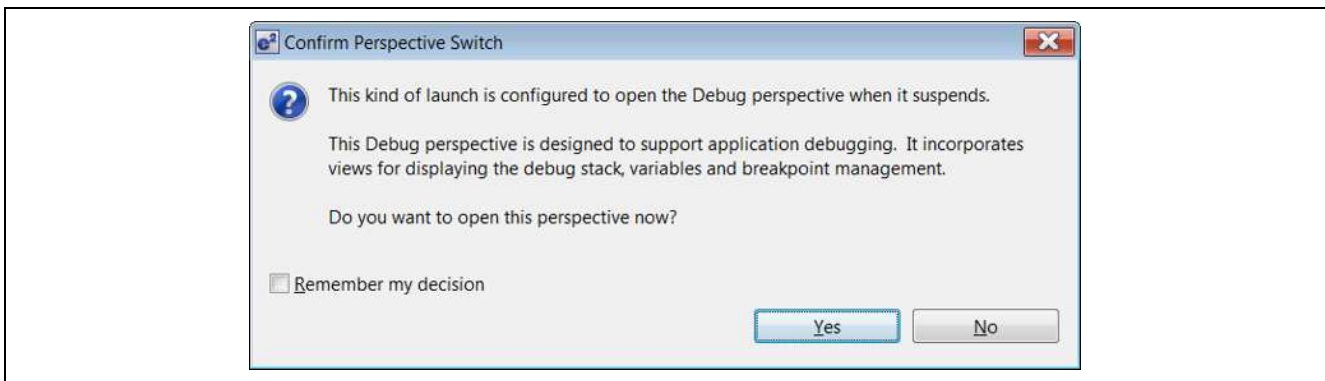 e² Confirm Perspective Switch
This kind of launch is configured to open the Debug perspective when it suspends.
This Debug perspective is designed to support application debugging. It incorporates
views for displaying the debug stack, variables and breakpoint management.
Do you want to open this perspective now?
Remember my decision
Yes No